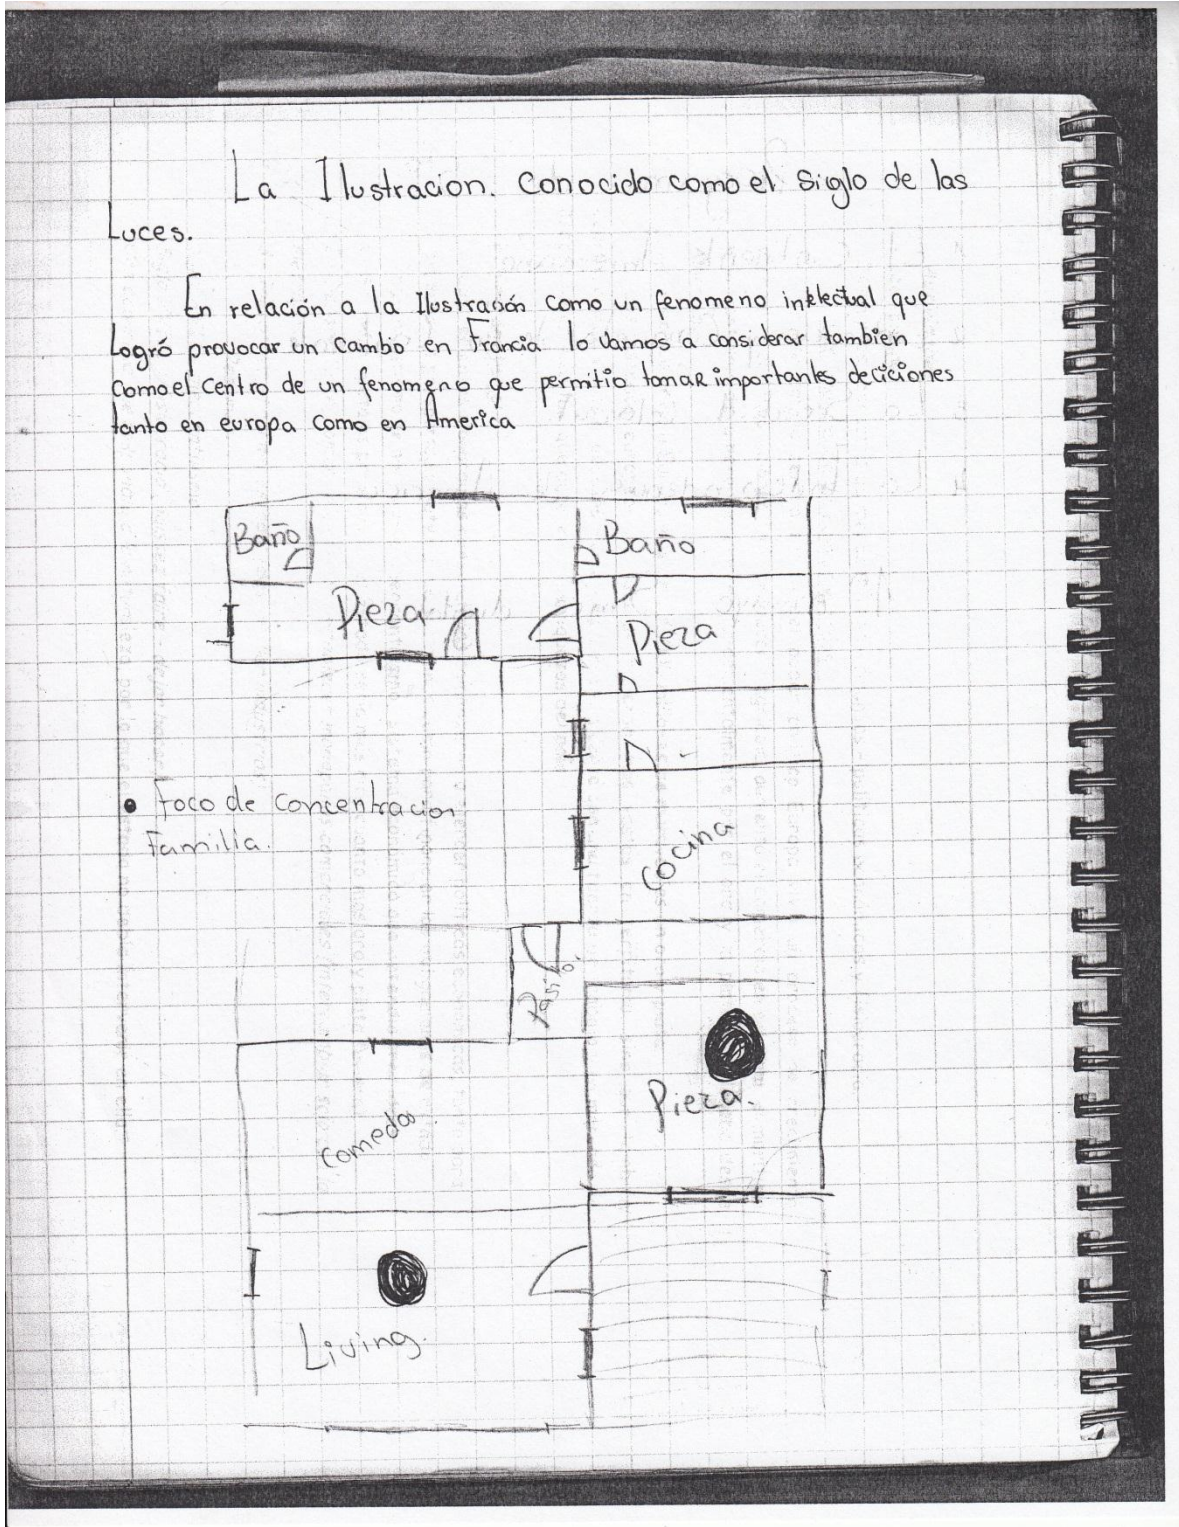 La Ilustracion. Conocido como el Siglo de las
Luces.
En relación a la Ilustración como un fenomeno intelectual que
Logró provocar un Cambio en Francia lo Vamos a considerar tambien
Como el Centro de un fenomeno que permitio tomar importantes deciciones
tanto en europa como en America
Baño
Baño
Pieza
Pieza
• Foco de Concentracion
Familia.
Cocina
Pasillo.
Pieza.
Comedor.
Living.